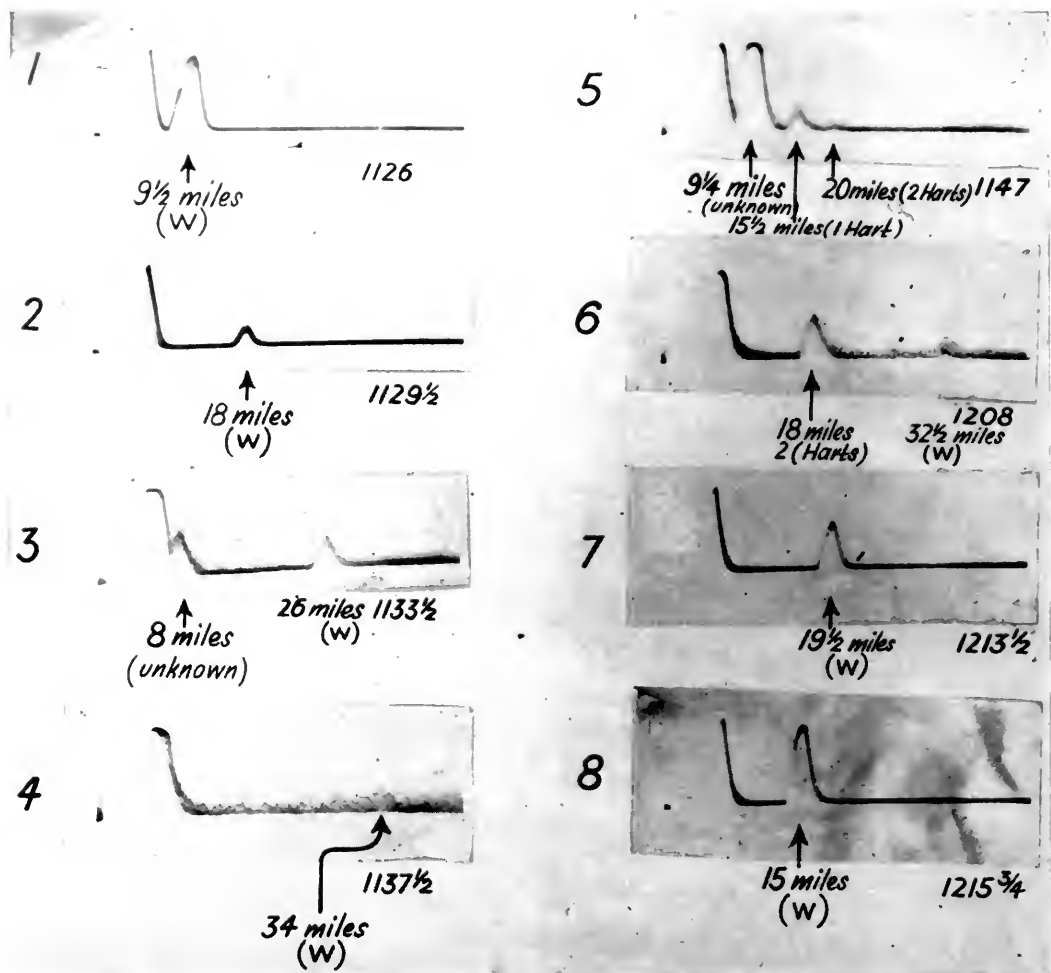 1
1126
9½ miles
(W)
2
1129½
18 miles
(W)
3
26 miles 1133½
(W)
8 miles
(unknown)
4
1137½
34 miles
(W)
5
9¼ miles 20 miles (2 Harts) 1147
(unknown)
15½ miles (1 Hart)
6
1208
18 miles 32½ miles
2 (Harts) (W)
7
19½ miles 1213½
(W)
8
15 miles 1215¾
(W)